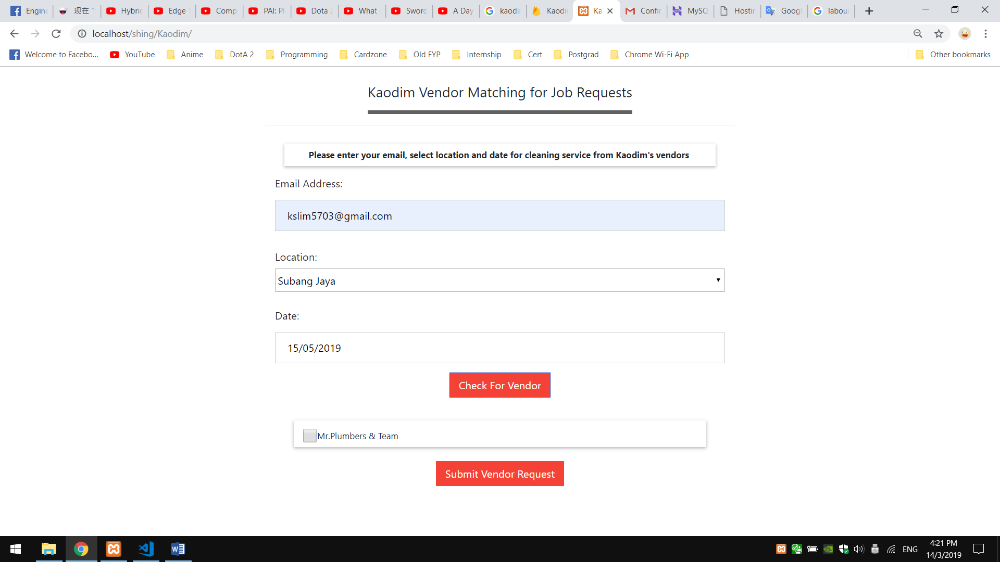 Engine
现在 "
Hybric
Edge T
Comp
PAI: Pl
Dota 2
What i
Sword
A Day
kaodim
Kaodim
Ka
Confir
MySQ
Hostin
Googl
labour
localhost/shing/Kaodim/
Welcome to Facebo...
YouTube
Anime
DotA 2
Programming
Cardzone
Old FYP
Internship
Cert
Postgrad
Chrome Wi-Fi App
Other bookmarks
Kaodim Vendor Matching for Job Requests
Please enter your email, select location and date for cleaning service from Kaodim's vendors
Email Address:
kslim5703@gmail.com
Location:
Subang Jaya
Date:
15/05/2019
Check For Vendor
Mr.Plumbers & Team
Submit Vendor Request
ENG
4:21 PM
14/3/2019